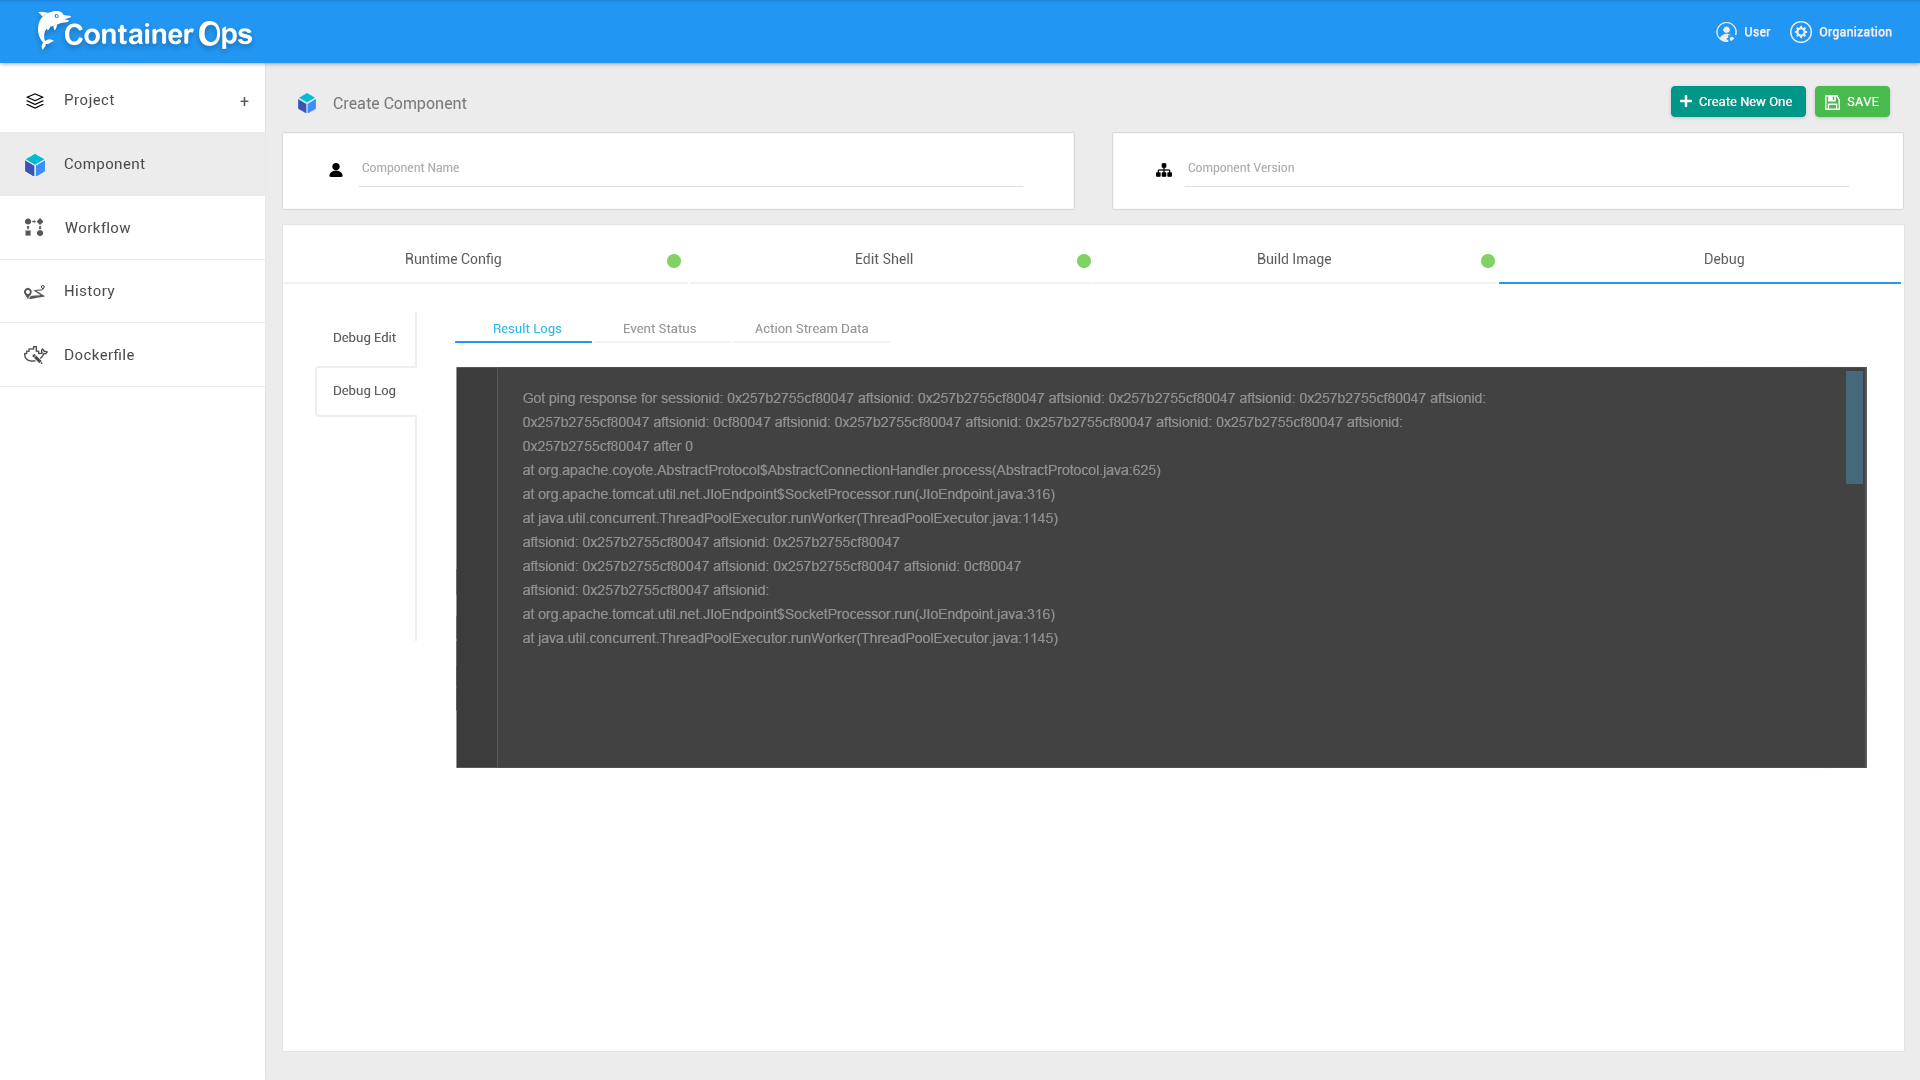 Container Ops
User
Organization
Project
+
Component
Workflow
History
Dockerfile
Create Component
+ Create New One
SAVE
Component Name
Component Version
Runtime Config
Edit Shell
Build Image
Debug
Debug Edit
Debug Log
Result Logs
Event Status
Action Stream Data
Got ping response for sessionid: 0x257b2755cf80047 aftsionid: 0x257b2755cf80047 aftsionid: 0x257b2755cf80047 aftsionid: 0x257b2755cf80047 aftsionid:
0x257b2755cf80047 aftsionid: 0cf80047 aftsionid: 0x257b2755cf80047 aftsionid: 0x257b2755cf80047 aftsionid: 0x257b2755cf80047 aftsionid:
0x257b2755cf80047 after 0
at org.apache.coyote.AbstractProtocol$AbstractConnectionHandler.process(AbstractProtocol.java:625)
at org.apache.tomcat.util.net.JIoEndpoint$SocketProcessor.run(JIoEndpoint.java:316)
at java.util.concurrent.ThreadPoolExecutor.runWorker(ThreadPoolExecutor.java:1145)
aftsionid: 0x257b2755cf80047 aftsionid: 0x257b2755cf80047
aftsionid: 0x257b2755cf80047 aftsionid: 0x257b2755cf80047 aftsionid: 0cf80047
aftsionid: 0x257b2755cf80047 aftsionid:
at org.apache.tomcat.util.net.JIoEndpoint$SocketProcessor.run(JIoEndpoint.java:316)
at java.util.concurrent.ThreadPoolExecutor.runWorker(ThreadPoolExecutor.java:1145)